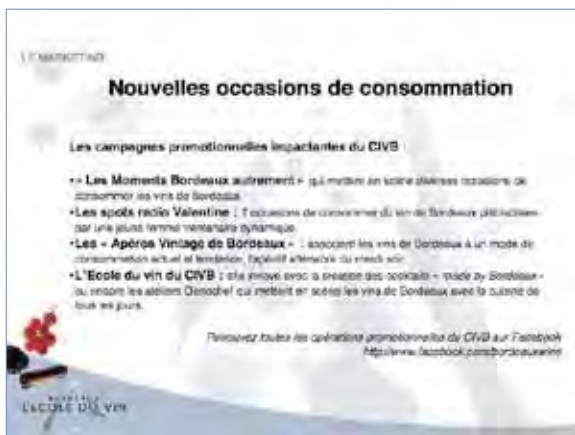 LE MARKETING
Nouvelles occasions de consommation
Les campagnes promotionnelles impactantes du CIVB
•« Les Moments Bordeaux autrement » qui mettent en scène diverses occasions de
consommer les vins de Bordeaux.
•Les spots radio Valentine : 7 occasions de consommer du vin de Bordeaux
par une jeune femme trentenaire dynamique.
•Les « Apéros Vintage de Bordeaux » : associent les vins de Bordeaux à un mode de
consommation actuel et tendance, l'apéritif afterwork du mardi soir.
•L'Ecole du vin du CIVB : elle innove avec la création des cocktails « made by Bordeaux »
ou encore les ateliers Oenochef qui mettent en scène les vins de Bordeaux avec la cuisine de
tous les jours.
Retrouvez toutes les opérations promotionnelles du CIVB sur Facebook
http://www.facebook.com/bordeauxwine
BORDEAUX
L'ECOLE DU VIN